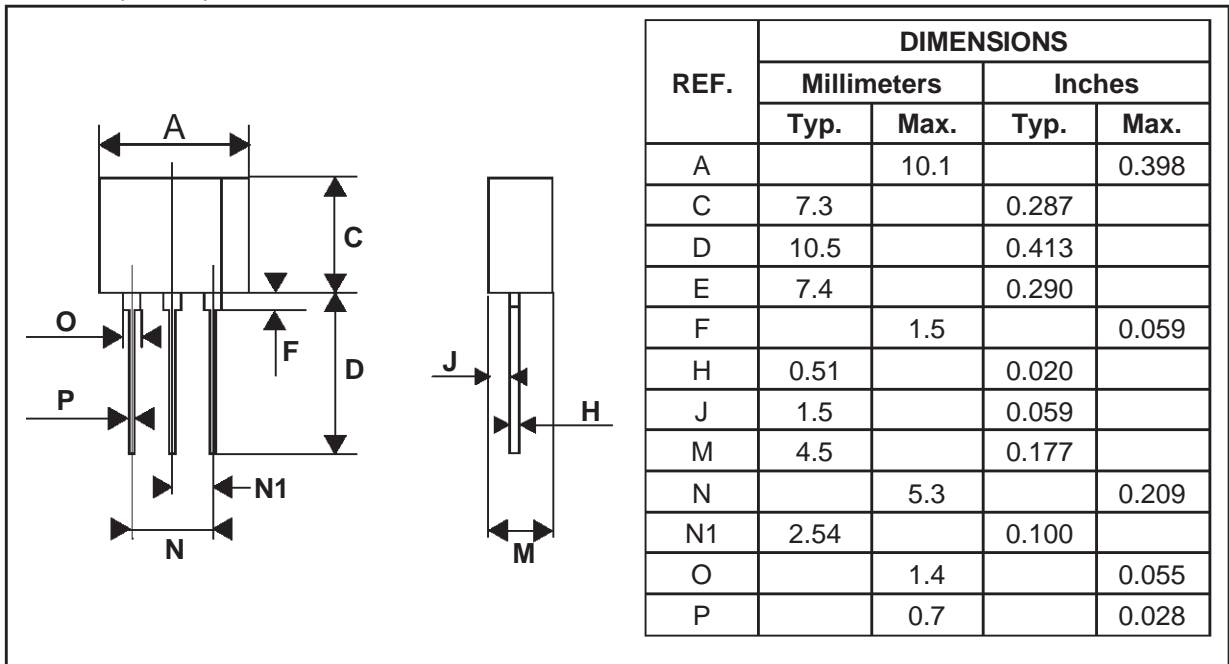 A
C
O
F
D
P
N1
N
J
H
M
DIMENSIONS
REF. Millimeters Inches
Typ. Max. Typ. Max.
A 10.1 0.398
C 7.3 0.287
D 10.5 0.413
E 7.4 0.290
F 1.5 0.059
H 0.51 0.020
J 1.5 0.059
M 4.5 0.177
N 5.3 0.209
N1 2.54 0.100
O 1.4 0.055
P 0.7 0.028